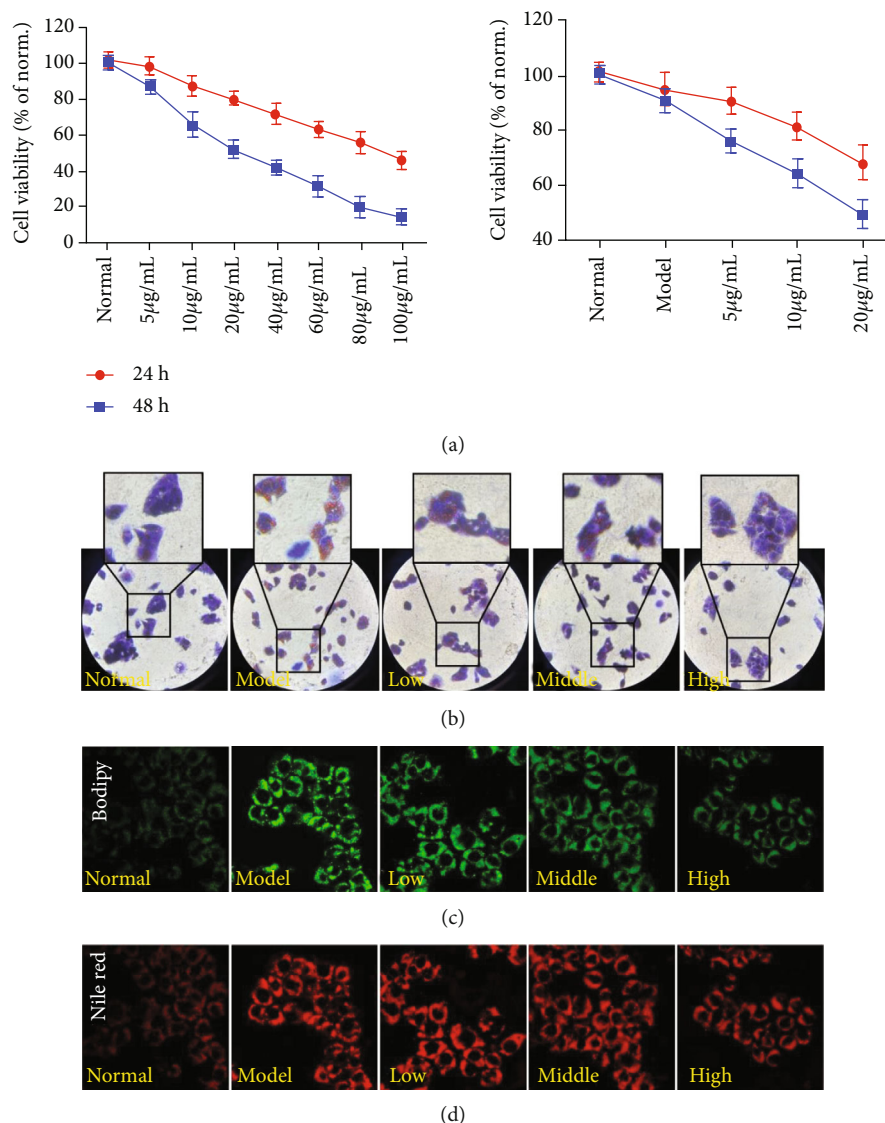 120
100
80
60
40
20
0
Cell viability (% of norm.)
Normal
5μg/mL
10μg/mL
20μg/mL
40μg/mL
60μg/mL
80μg/mL
100μg/mL
120
100
80
60
40
Cell viability (% of norm.)
Normal
Model
5μg/mL
10μg/mL
20μg/mL
24 h
48 h
(a)
Normal
Model
Low
Middle
High
(b)
Bodipy
Normal
Model
Low
Middle
High
(c)
Nile red
Normal
Model
Low
Middle
High
(d)